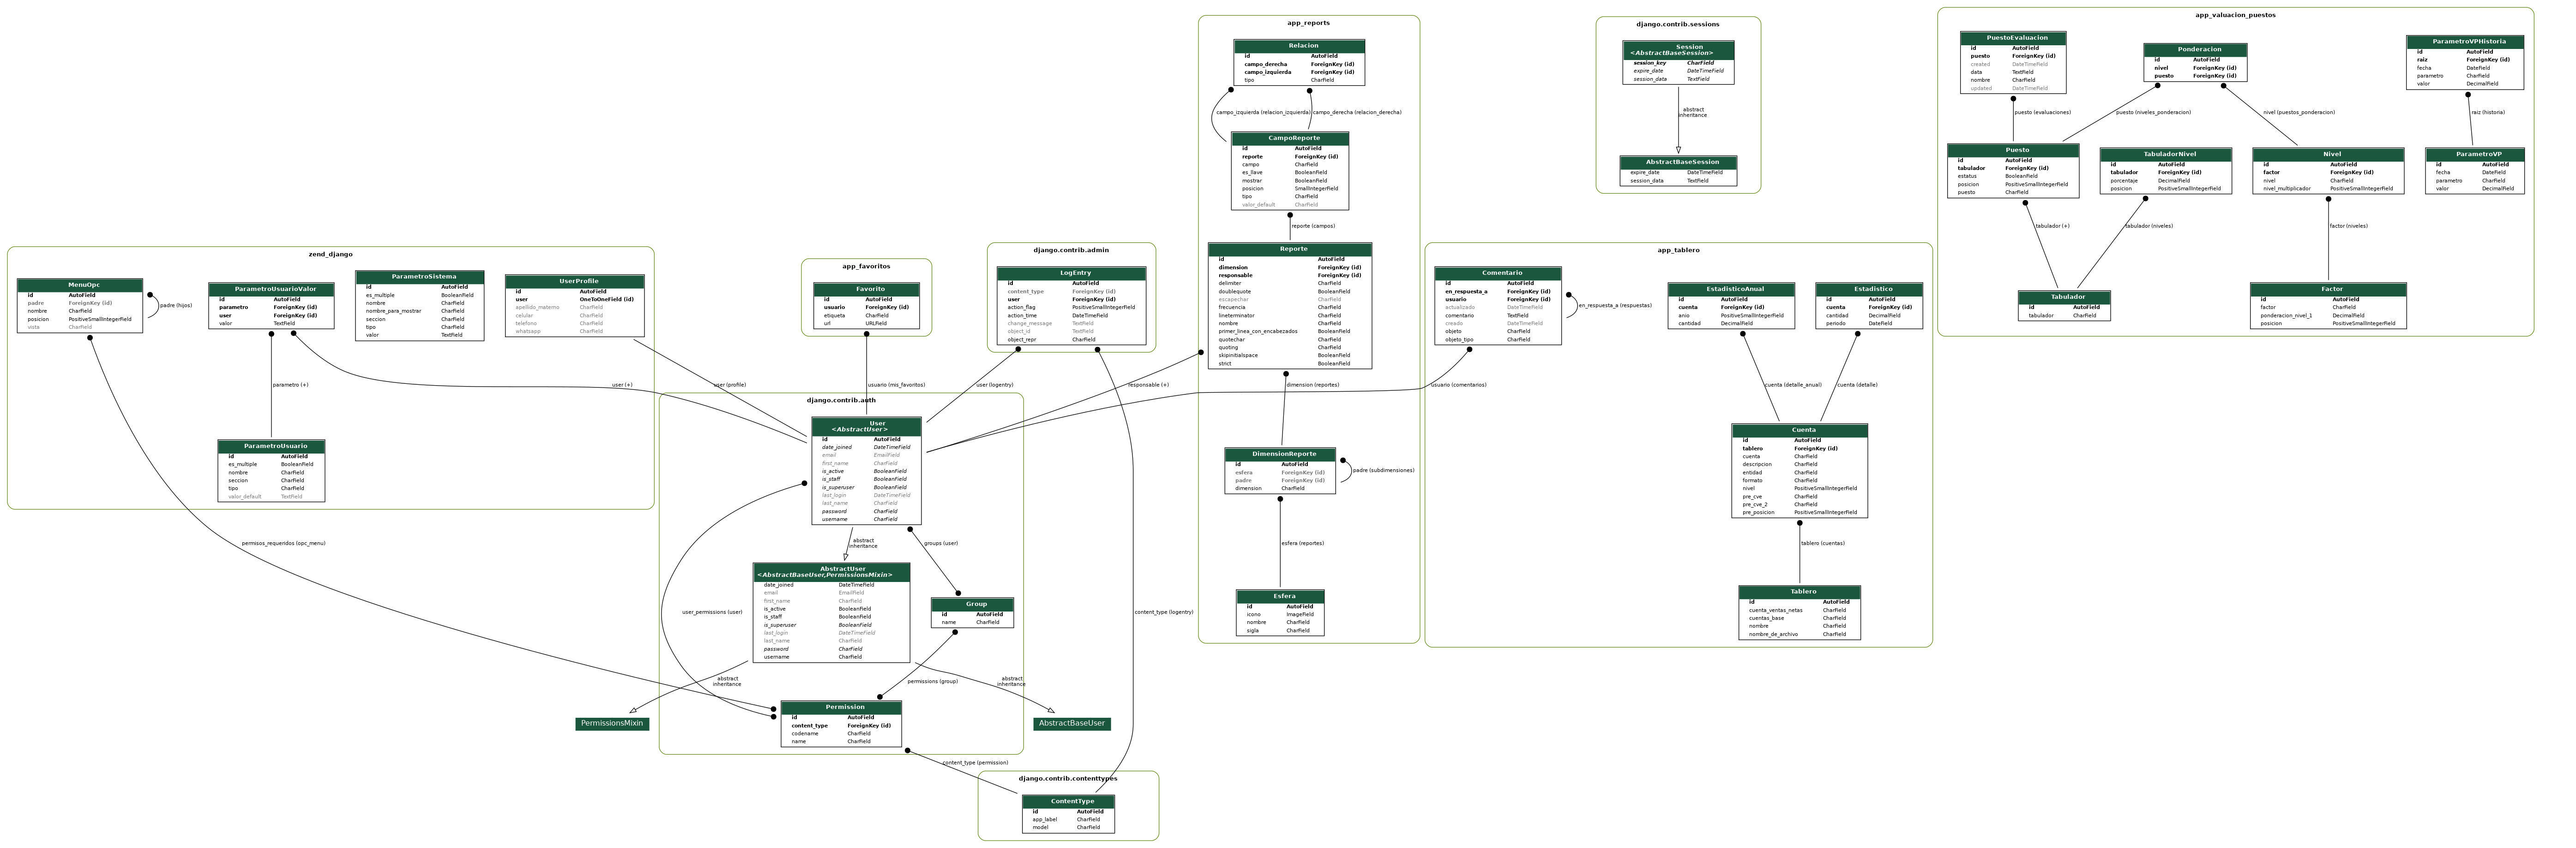 app_reports
Relacion
id AutoField
campo_derecha ForeignKey (id)
campo_izquierda ForeignKey (id)
tipo CharField
campo_izquierda (relacion_izquierda)
campo_derecha (relacion_derecha)
CampoReporte
id AutoField
reporte ForeignKey (id)
campo CharField
es_llave BooleanField
mostrar BooleanField
posicion SmallIntegerField
tipo CharField
valor_default CharField
reporte (campos)
Reporte
id AutoField
dimension ForeignKey (id)
responsable ForeignKey (id)
delimiter CharField
doublequote BooleanField
escapechar CharField
frecuencia CharField
lineterminator CharField
nombre CharField
primer_linea_con_encabezados BooleanField
quotechar CharField
quoting CharField
skipinitialspace BooleanField
strict BooleanField
responsable (+)
dimension (reportes)
DimensionReporte
id AutoField
esfera ForeignKey (id)
padre ForeignKey (id)
dimension CharField
padre (subdimensiones)
esfera (reportes)
Esfera
id AutoField
icono ImageField
nombre CharField
sigla CharField
django.contrib.sessions
Session
<AbstractBaseSession>
session_key CharField
expire_date DateTimeField
session_data TextField
abstract
inheritance
AbstractBaseSession
expire_date DateTimeField
session_data TextField
app_valuacion_puestos
PuestoEvaluacion
id AutoField
puesto ForeignKey (id)
created DateTimeField
data TextField
nombre CharField
updated DateTimeField
Ponderacion
id AutoField
nivel ForeignKey (id)
puesto ForeignKey (id)
ParametroVPHistoria
id AutoField
raiz ForeignKey (id)
fecha DateField
parametro CharField
valor DecimalField
puesto (evaluaciones)
puesto (niveles_ponderacion)
nivel (puestos_ponderacion)
raiz (historia)
Puesto
id AutoField
tabulador ForeignKey (id)
estatus BooleanField
posicion PositiveSmallIntegerField
puesto CharField
TabuladorNivel
id AutoField
tabulador ForeignKey (id)
porcentaje DecimalField
posicion PositiveSmallIntegerField
Nivel
id AutoField
factor ForeignKey (id)
nivel CharField
nivel_multiplicador PositiveSmallIntegerField
ParametroVP
id AutoField
fecha DateField
parametro CharField
valor DecimalField
tabulador (+)
tabulador (niveles)
factor (niveles)
Tabulador
id AutoField
tabulador CharField
Factor
id AutoField
factor CharField
ponderacion_nivel_1 DecimalField
posicion PositiveSmallIntegerField
zend_django
MenuOpc
id AutoField
padre ForeignKey (id)
nombre CharField
posicion PositiveSmallIntegerField
vista CharField
padre (hijos)
ParametroUsuarioValor
id AutoField
parametro ForeignKey (id)
user ForeignKey (id)
valor TextField
ParametroSistema
id AutoField
es_multiple BooleanField
nombre CharField
nombre_para_mostrar CharField
seccion CharField
tipo CharField
valor TextField
UserProfile
id AutoField
user OneToOneField (id)
apellido_materno CharField
celular CharField
telefono CharField
whatsapp CharField
parametro (+)
user (+)
user (profile)
ParametroUsuario
id AutoField
es_multiple BooleanField
nombre CharField
seccion CharField
tipo CharField
valor_default TextField
permisos_requeridos (opc_menu)
app_favoritos
Favorito
id AutoField
usuario ForeignKey (id)
etiqueta CharField
url URLField
usuario (mis_favoritos)
django.contrib.admin
LogEntry
id AutoField
content_type ForeignKey (id)
user ForeignKey (id)
action_flag PositiveSmallIntegerField
action_time DateTimeField
change_message TextField
object_id TextField
object_repr CharField
user (logentry)
content_type (logentry)
django.contrib.auth
User
<AbstractUser>
id AutoField
date_joined DateTimeField
email EmailField
first_name CharField
is_active BooleanField
is_staff BooleanField
is_superuser BooleanField
last_login DateTimeField
last_name CharField
password CharField
username CharField
abstract
inheritance
groups (user)
user_permissions (user)
AbstractUser
<AbstractBaseUser,PermissionsMixin>
date_joined DateTimeField
email EmailField
first_name CharField
is_active BooleanField
is_staff BooleanField
is_superuser BooleanField
last_login DateTimeField
last_name CharField
password CharField
username CharField
Group
id AutoField
name CharField
abstract
inheritance
permissions (group)
abstract
inheritance
PermissionsMixin
AbstractBaseUser
Permission
id AutoField
content_type ForeignKey (id)
codename CharField
name CharField
content_type (permission)
django.contrib.contenttypes
ContentType
id AutoField
app_label CharField
model CharField
app_tablero
Comentario
id AutoField
en_respuesta_a ForeignKey (id)
usuario ForeignKey (id)
actualizado DateTimeField
comentario TextField
creado DateTimeField
objeto CharField
objeto_tipo CharField
en_respuesta_a (respuestas)
usuario (comentarios)
EstadisticoAnual
id AutoField
cuenta ForeignKey (id)
anio PositiveSmallIntegerField
cantidad DecimalField
Estadistico
id AutoField
cuenta ForeignKey (id)
cantidad DecimalField
periodo DateField
cuenta (detalle_anual)
cuenta (detalle)
Cuenta
id AutoField
tablero ForeignKey (id)
cuenta CharField
descripcion CharField
entidad CharField
formato CharField
nivel PositiveSmallIntegerField
pre_cve CharField
pre_cve_2 CharField
pre_posicion PositiveSmallIntegerField
tablero (cuentas)
Tablero
id AutoField
cuenta_ventas_netas CharField
cuentas_base CharField
nombre CharField
nombre_de_archivo CharField